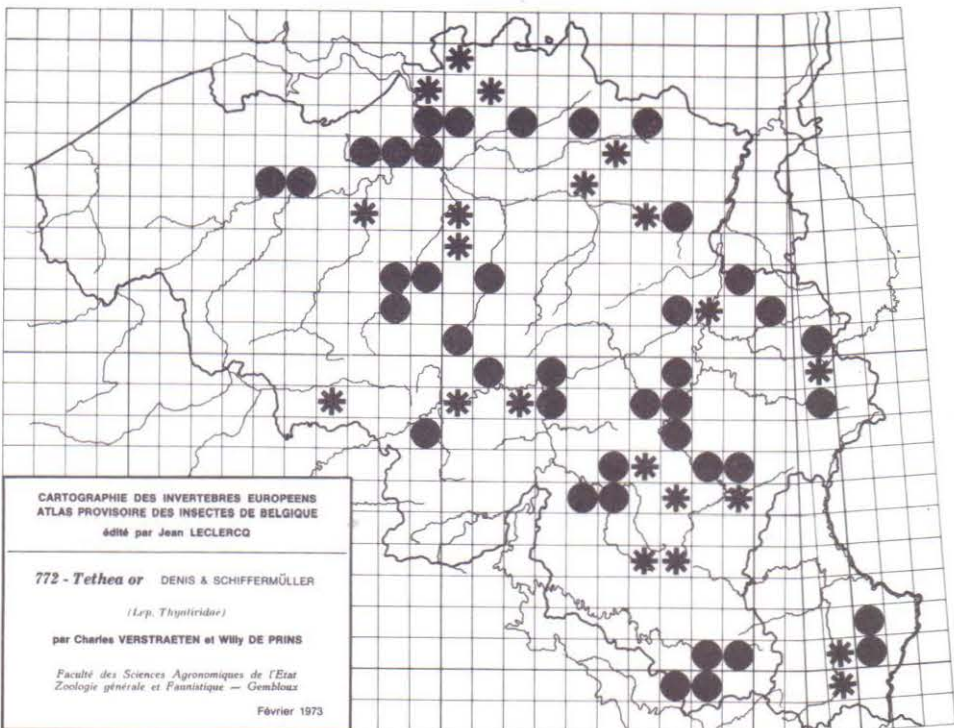 CARTOGRAPHIE DES INVERTEBRES EUROPEENS
ATLAS PROVISOIRE DES INSECTES DE BELGIQUE
édité par Jean LECLERCQ
772 - Tethea or DENIS & SCHIFFERMÜLLER
(Lep. Thyatiridae)
par Charles VERSTRAETEN et Willy DE PRINS
Faculté des Sciences Agronomiques de l'Etat
Zoologie générale et Faunistique — Gembloux
Février 1973